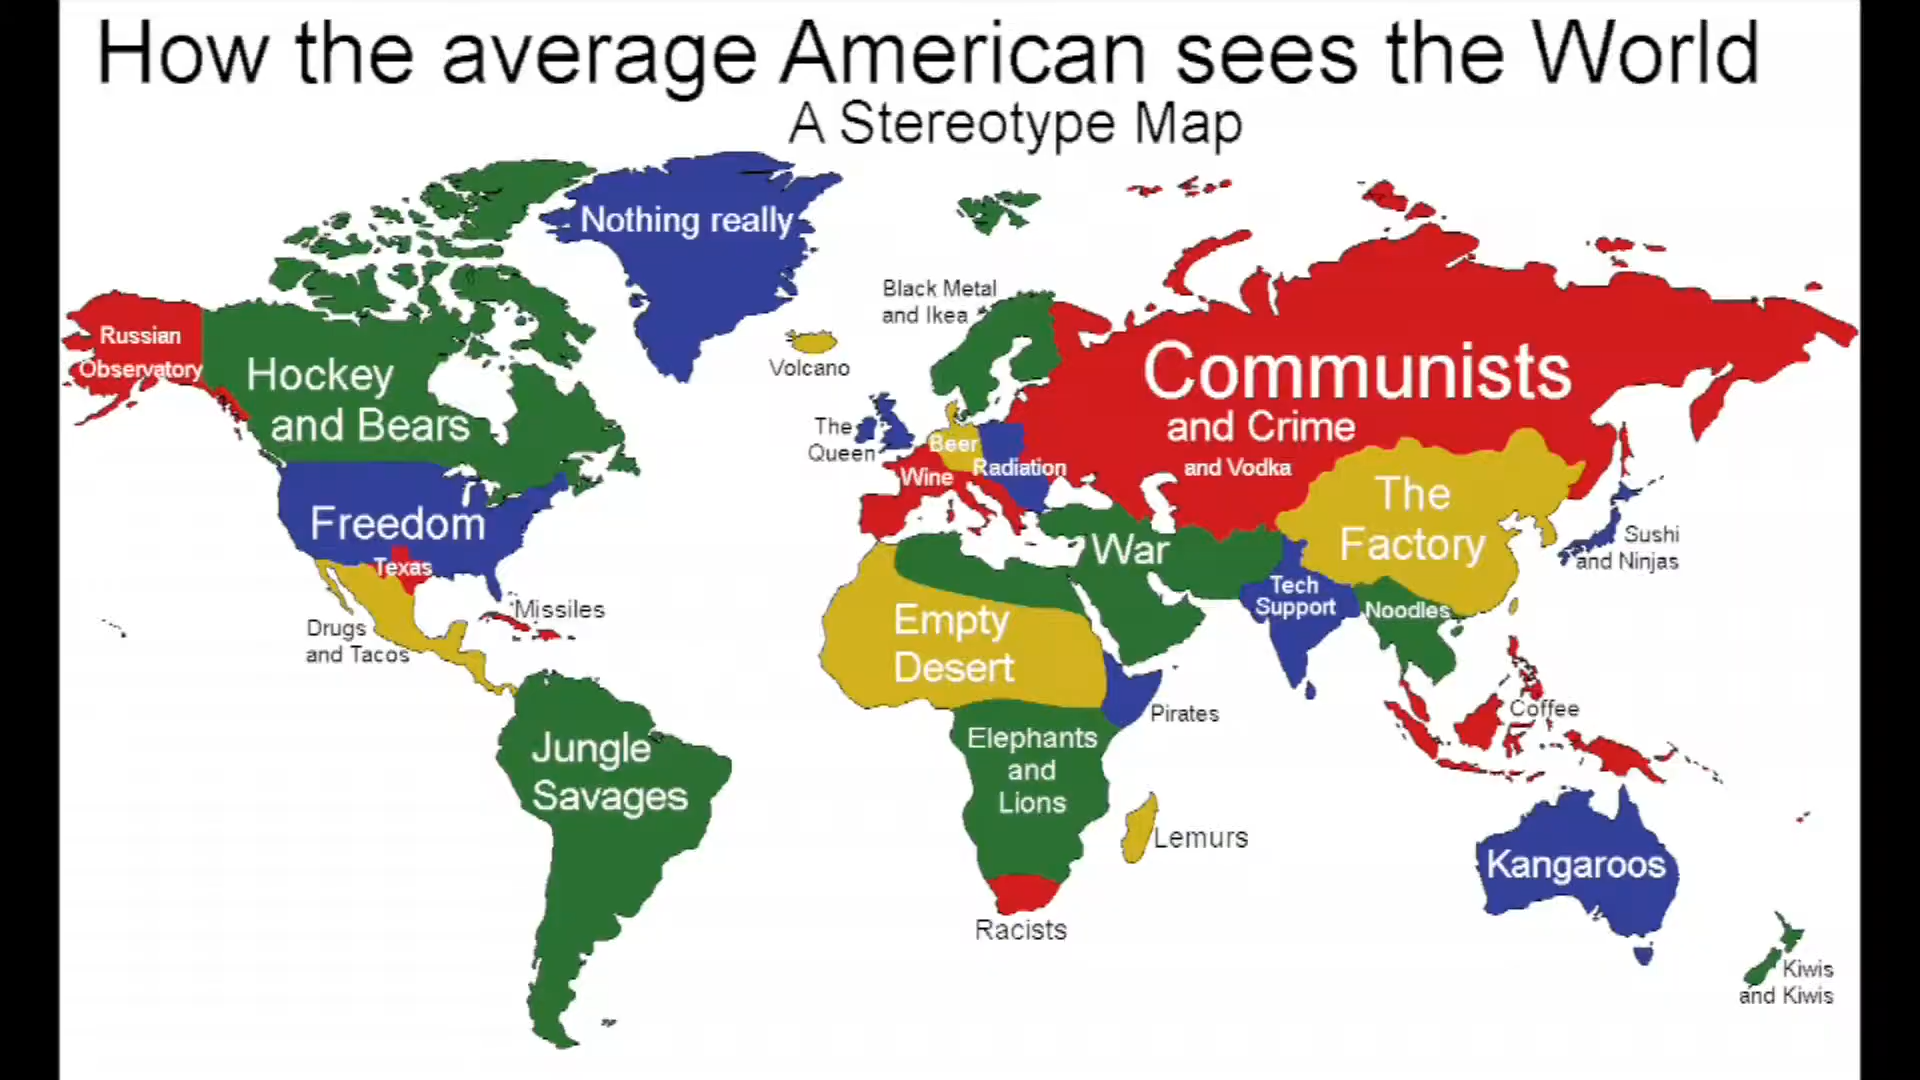 How the average American sees the World
A Stereotype Map
Nothing really
Black Metal
and Ikea
Russian
Observatory
Volcano
Hockey
and Bears
Communists
and Crime
and Vodka
The
Queen
Beer
Wine
Radiation
The
Factory
Freedom
Texas
War
Sushi
and Ninjas
Tech
Support
Noodles
Missiles
Drugs
and Tacos
Empty
Desert
Pirates
Coffee
Elephants
and
Lions
Jungle
Savages
Lemurs
Kangaroos
Racists
Kiwis
and Kiwis